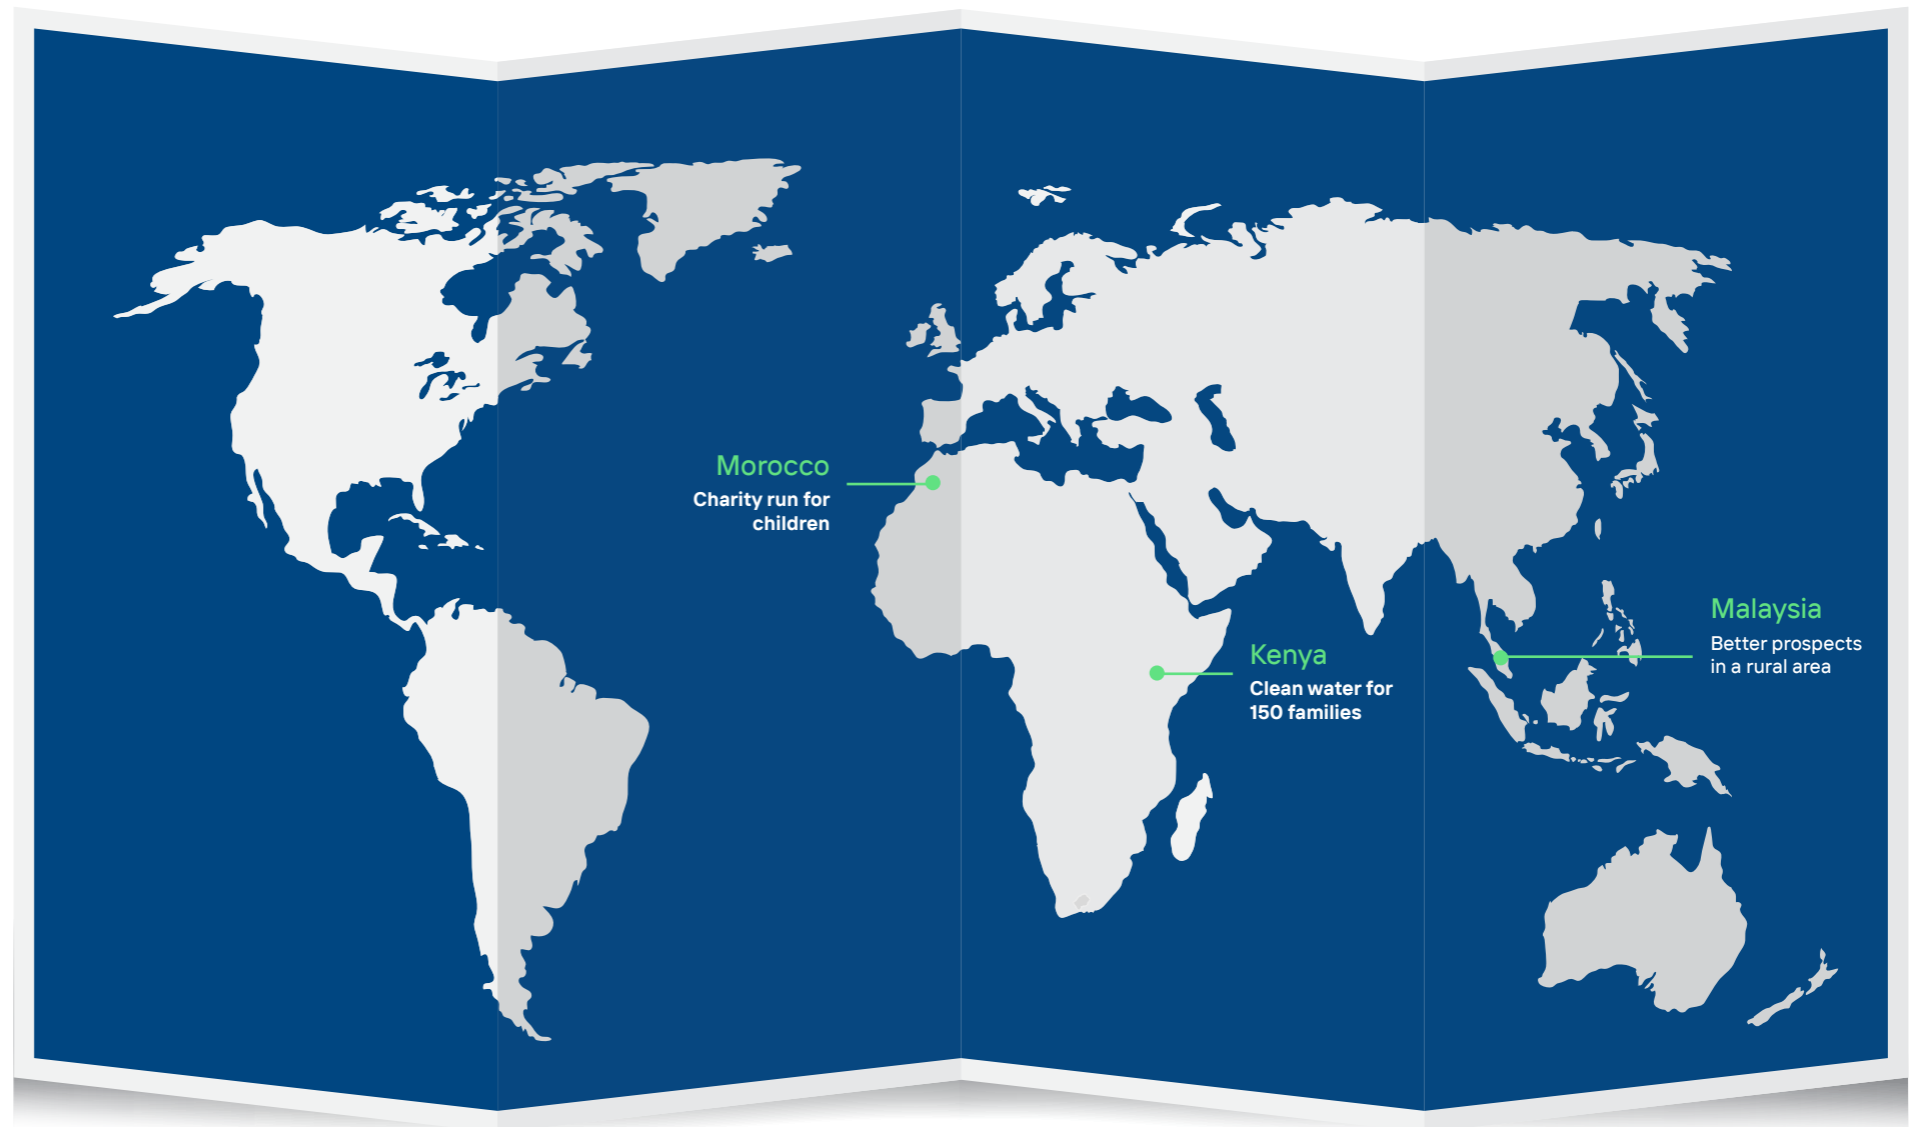 Morocco
Charity run for
children
Kenya
Clean water for
150 families
Malaysia
Better prospects
in a rural area